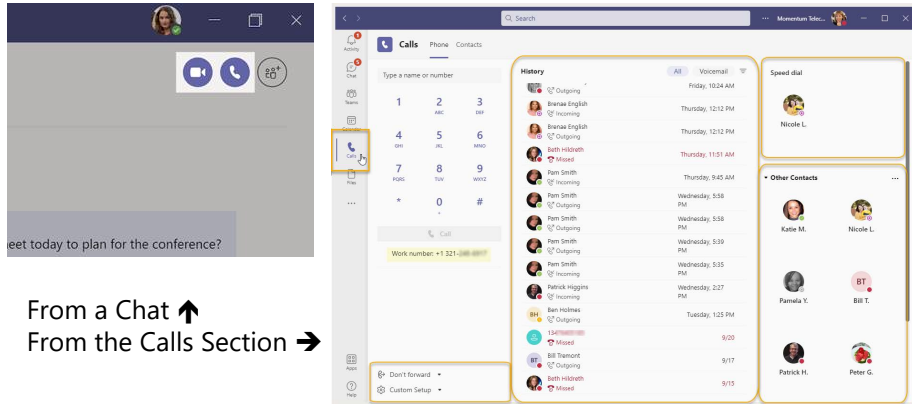 eet today to plan for the conference?
From a Chat
From the Calls Section
Search
Momentum Telec...
Activity
Chat
Teams
Calendar
Calls
Files
Apps
Help
Calls Phone Contacts
Type a name or number
1 2 3
ABC DEF
4 5 6
GHI JKL MNO
7 8 9
PQRS TUV WXYZ
* 0 #
+
Call
Work number: +1 321-
Don't forward
Custom Setup
History All Voicemail
Outgoing Friday, 10:24 AM
Brenae English
Incoming Thursday, 12:12 PM
Brenae English
Outgoing Thursday, 12:12 PM
Beth Hildreth
Missed Thursday, 11:51 AM
Pam Smith
Incoming Thursday, 9:45 AM
Pam Smith Wednesday, 5:58
Outgoing PM
Pam Smith Wednesday, 5:58
Outgoing PM
Pam Smith Wednesday, 5:39
Outgoing PM
Pam Smith Wednesday, 5:35
Incoming PM
Patrick Higgins Wednesday, 2:27
Incoming PM
BH Ben Holmes
Outgoing Tuesday, 1:25 PM
Missed 9/20
BT Bill Tremont
Outgoing 9/17
Beth Hildreth
Missed 9/13
Speed dial
Nicole L.
Other Contacts ...
Katie M. Nicole L.
BT
Pamela Y. Bill T.
Patrick H. Peter G.